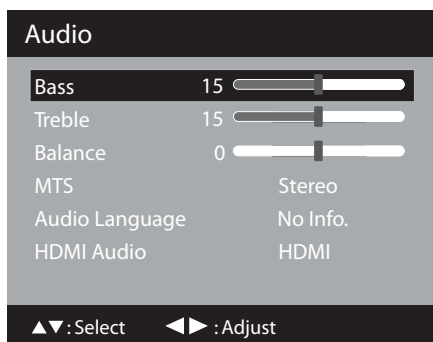 Audio
Bass 15
Treble 15
Balance 0
MTS Stereo
Audio Language No Info.
HDMI Audio HDMI
▲▼: Select ◀▶ : Adjust